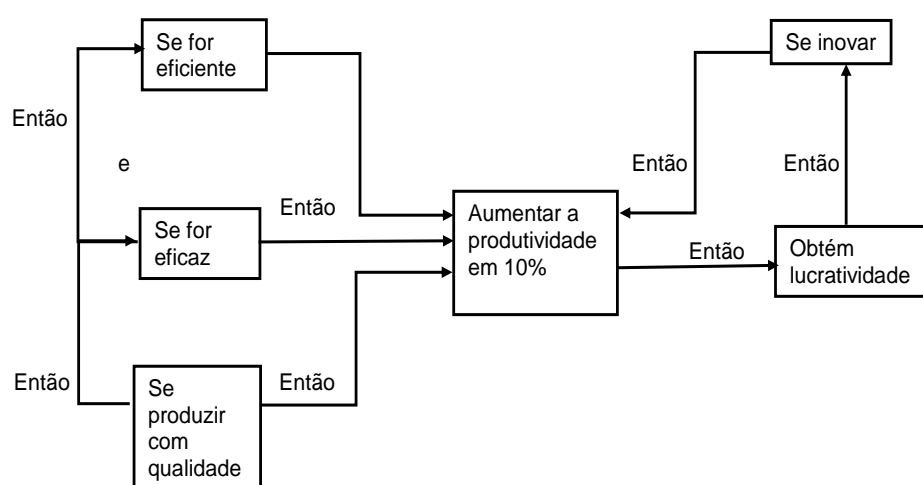 Se for
eficiente
Se inovar
Então
e
Então
Então
Então
Se for
eficaz
Aumentar a
produtividade
em 10%
Então
Obtém
lucratividade
Então
Se
produzir
com
qualidade
Então